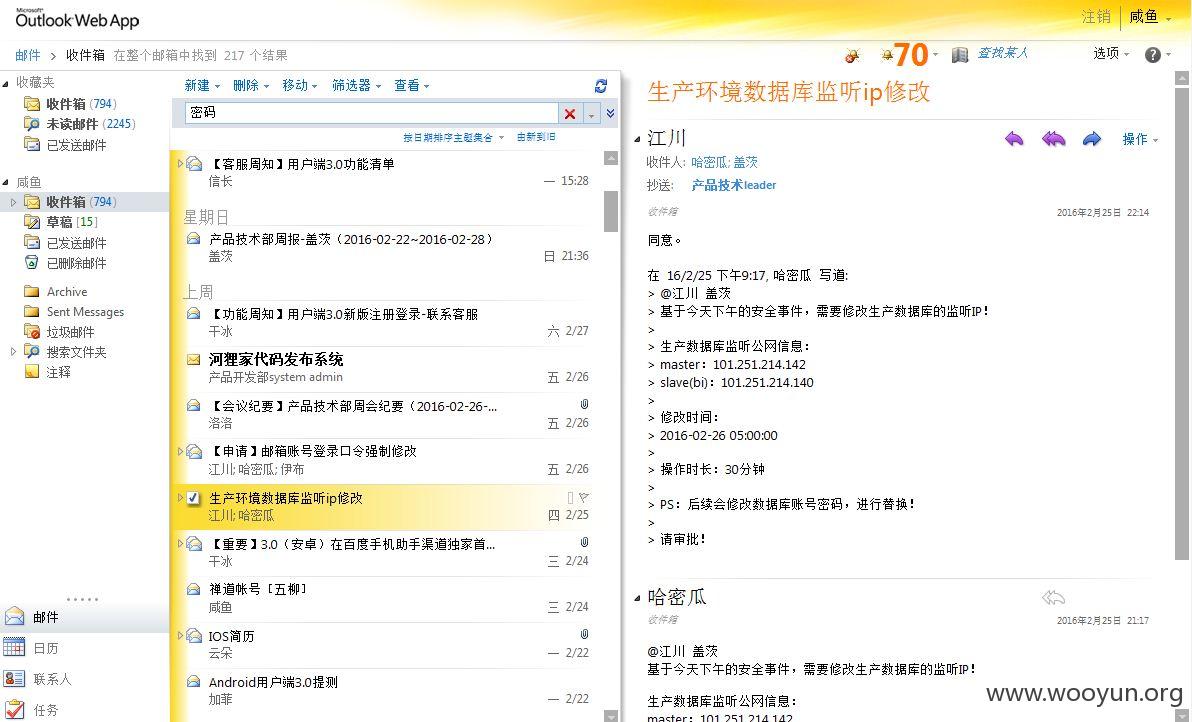 Microsoft®
Outlook Web App
注销 咸鱼
邮件 > 收件箱 在整个邮箱中找到 217 个结果
70 查找某人 选项
收藏夹
收件箱 (794)
未读邮件 (2245)
已发送邮件
咸鱼
收件箱 (794)
草稿 [15]
已发送邮件
已删除邮件
Archive
Sent Messages
垃圾邮件
搜索文件夹
注释
邮件
日历
联系人
任务
新建 删除 移动 筛选器 查看
密码
按日期排序主题集合 由新到旧
【客服周知】用户端3.0功能清单
信长 一 15:28
星期日
产品技术部周报-盖茨（2016-02-22~2016-02-28）
盖茨 日 21:36
上周
【功能周知】用户端3.0新版注册登录-联系客服
干冰 六 2/27
河狸家代码发布系统
产品开发部system admin 五 2/26
【会议纪要】产品技术部周会纪要（2016-02-26-...
洛洛 五 2/26
【申请】邮箱账号登录口令强制修改
江川; 哈密瓜; 伊布 五 2/26
生产环境数据库监听ip修改
江川; 哈密瓜 四 2/25
【重要】3.0（安卓）在百度手机助手渠道独家首...
干冰 三 2/24
禅道帐号［五柳］
咸鱼 三 2/24
IOS简历
云朵 一 2/22
Android用户端3.0提测
加菲 一 2/22
生产环境数据库监听ip修改
江川
操作
收件人: 哈密瓜; 盖茨
抄送: 产品技术leader
收件箱 2016年2月25日 22:14
同意。
在 16/2/25 下午9:17, 哈密瓜 写道:
> @江川 盖茨
> 基于今天下午的安全事件，需要修改生产数据库的监听IP！
>
> 生产数据库监听公网信息：
> master：101.251.214.142
> slave(bi)：101.251.214.140
>
> 修改时间：
> 2016-02-26 05:00:00
>
> 操作时长：30分钟
>
> PS：后续会修改数据库账号密码，进行替换！
>
> 请审批！
哈密瓜
收件箱 2016年2月25日 21:17
@江川 盖茨
基于今天下午的安全事件，需要修改生产数据库的监听IP！
生产数据库监听公网信息：
master：101.251.214.142
www.wooyun.org